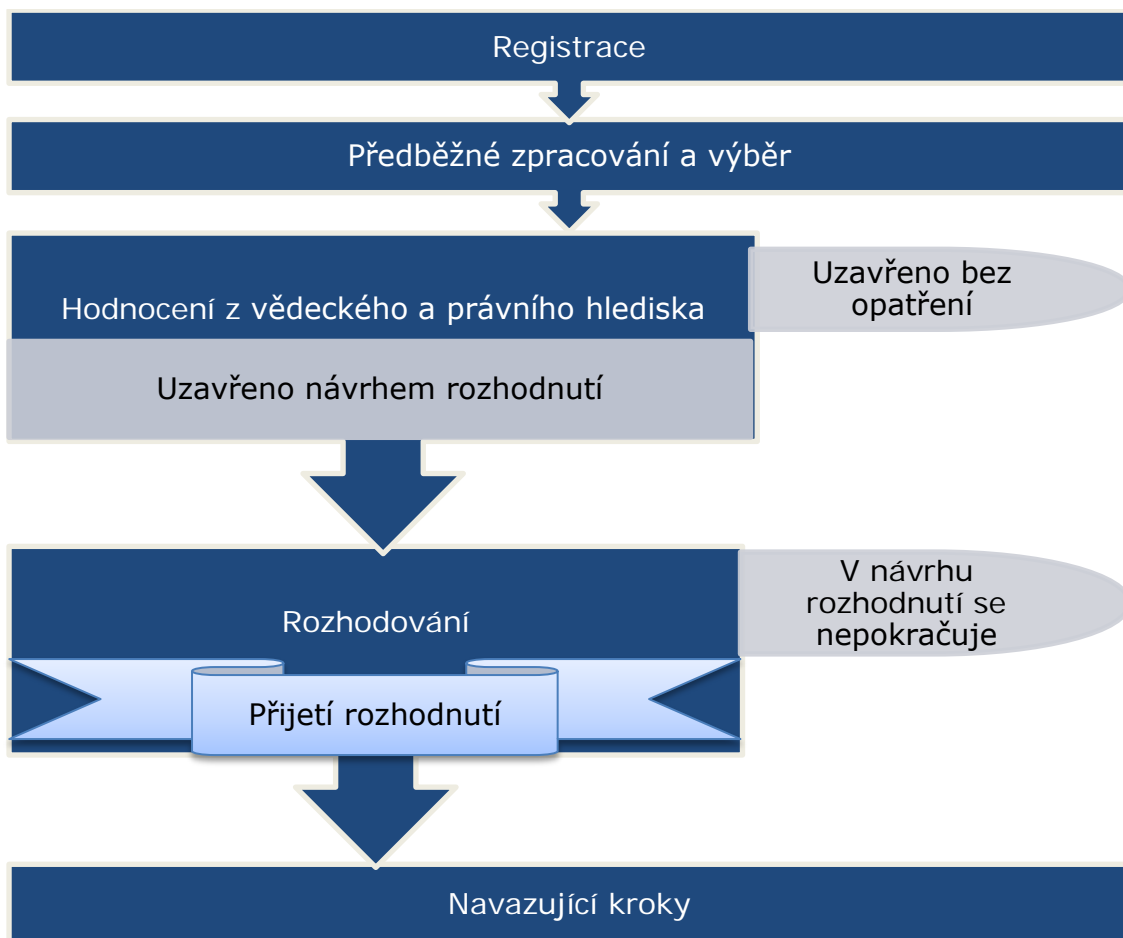 Registrace
Předběžné zpracování a výběr
Hodnocení z vědeckého a právního hlediska
Uzavřeno bez
opatření
Uzavřeno návrhem rozhodnutí
Rozhodování
V návrhu
rozhodnutí se
nepokračuje
Přijetí rozhodnutí
Navazující kroky